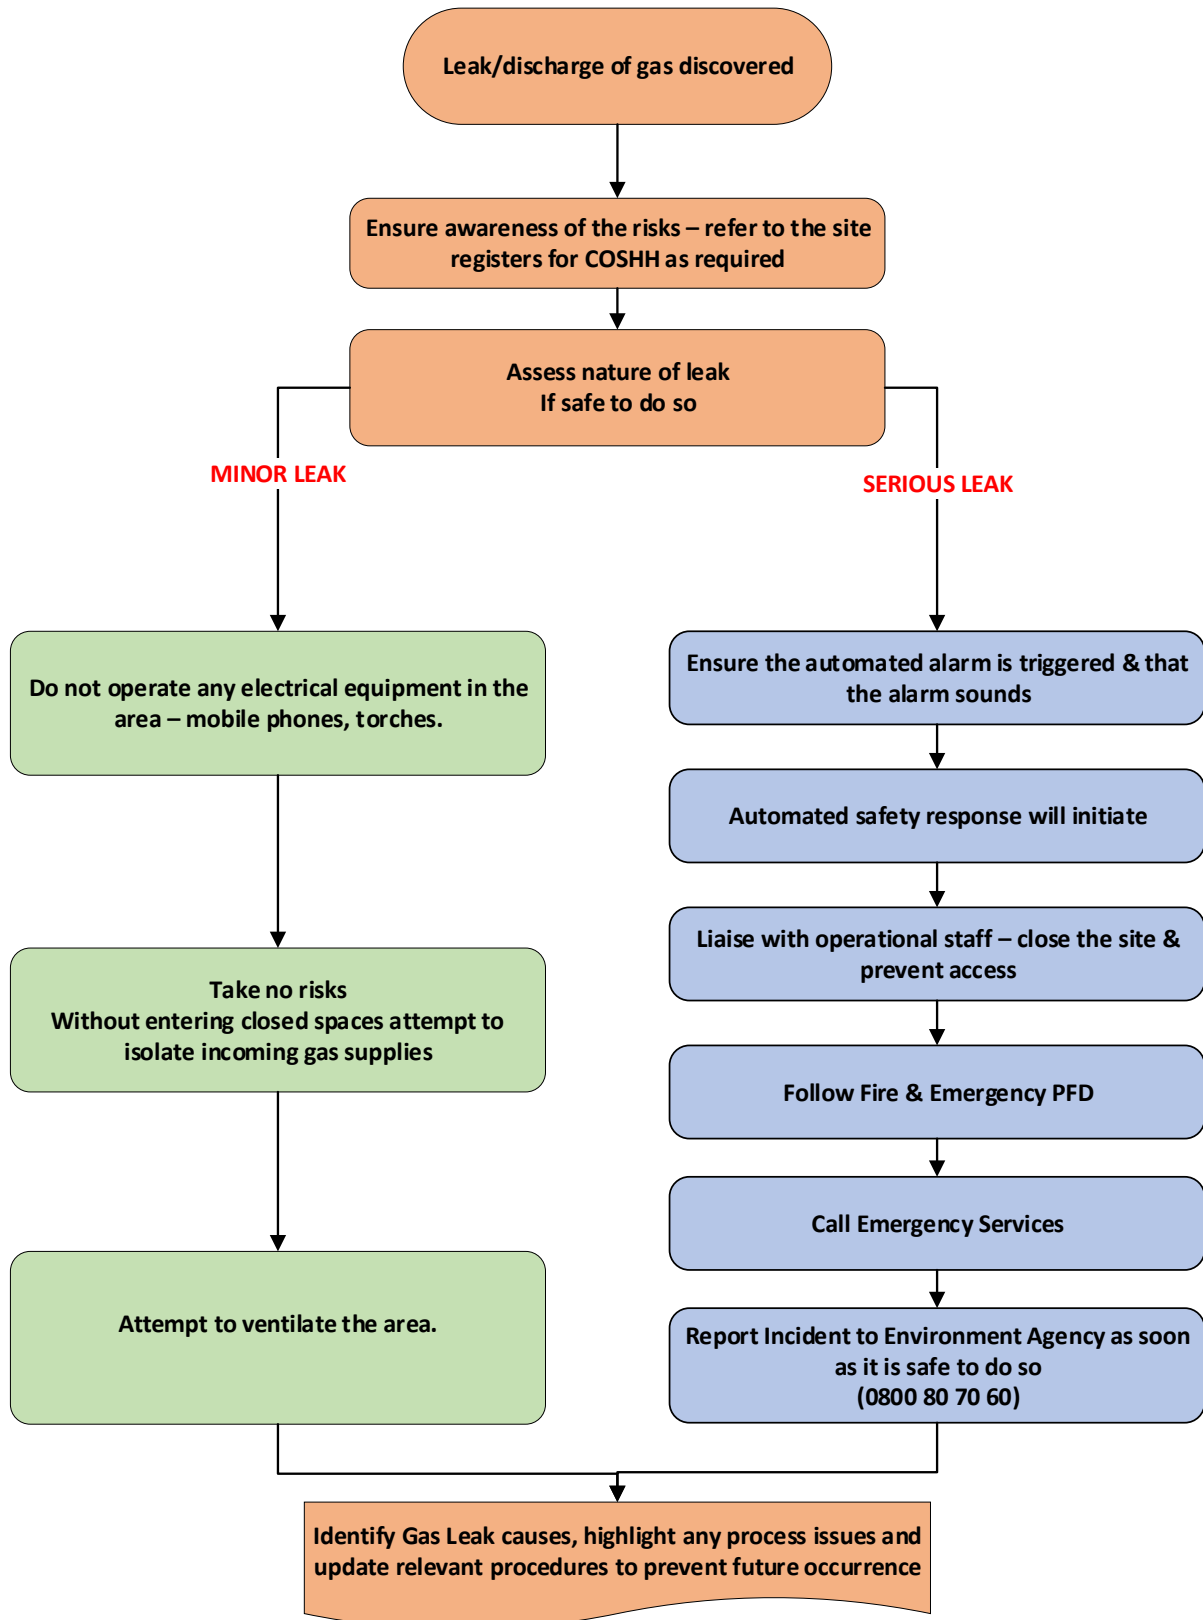 Leak/discharge of gas discovered
Ensure awareness of the risks – refer to the site
registers for COSHH as required
Assess nature of leak
If safe to do so
MINOR LEAK
SERIOUS LEAK
Do not operate any electrical equipment in the
area – mobile phones, torches.
Take no risks
Without entering closed spaces attempt to
isolate incoming gas supplies
Attempt to ventilate the area.
Ensure the automated alarm is triggered & that
the alarm sounds
Automated safety response will initiate
Liaise with operational staff – close the site &
prevent access
Follow Fire & Emergency PFD
Call Emergency Services
Report Incident to Environment Agency as soon
as it is safe to do so
(0800 80 70 60)
Identify Gas Leak causes, highlight any process issues and
update relevant procedures to prevent future occurrence